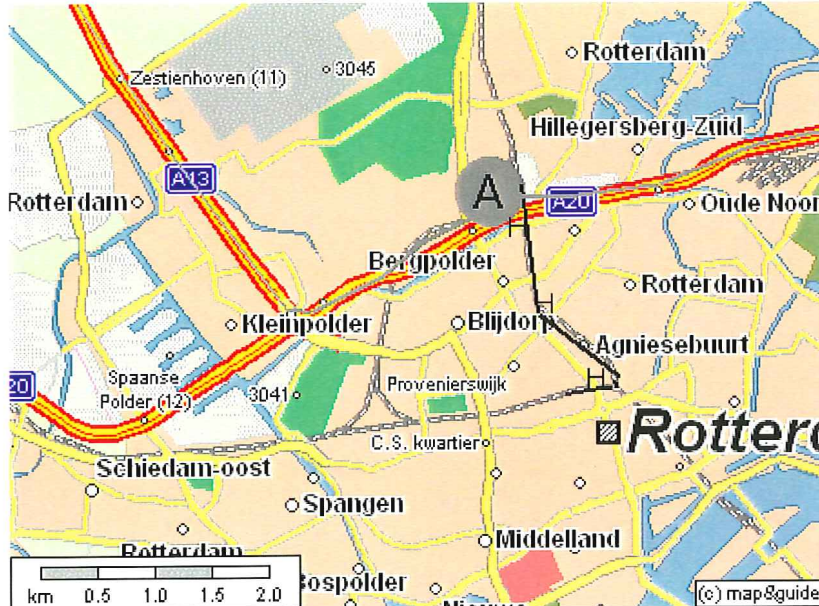 Rotterdam
Zestienhoven (11)
3045
Hillegersberg-Zuid
A13
Rotterdam
A
A20
Oude Noor
H
Bergpolder
Rotterdam
H
Kleinpolder
Blijdorp
Agniesebuurt
20
Spaanse
Polder (12)
3041
Provenierswijk
H
Rotterd
C.S. kwartier
Schiedam-oost
Spangen
Middelland
Rotterdam
Bospolder
km 0.5 1.0 1.5 2.0
(c) map&guide